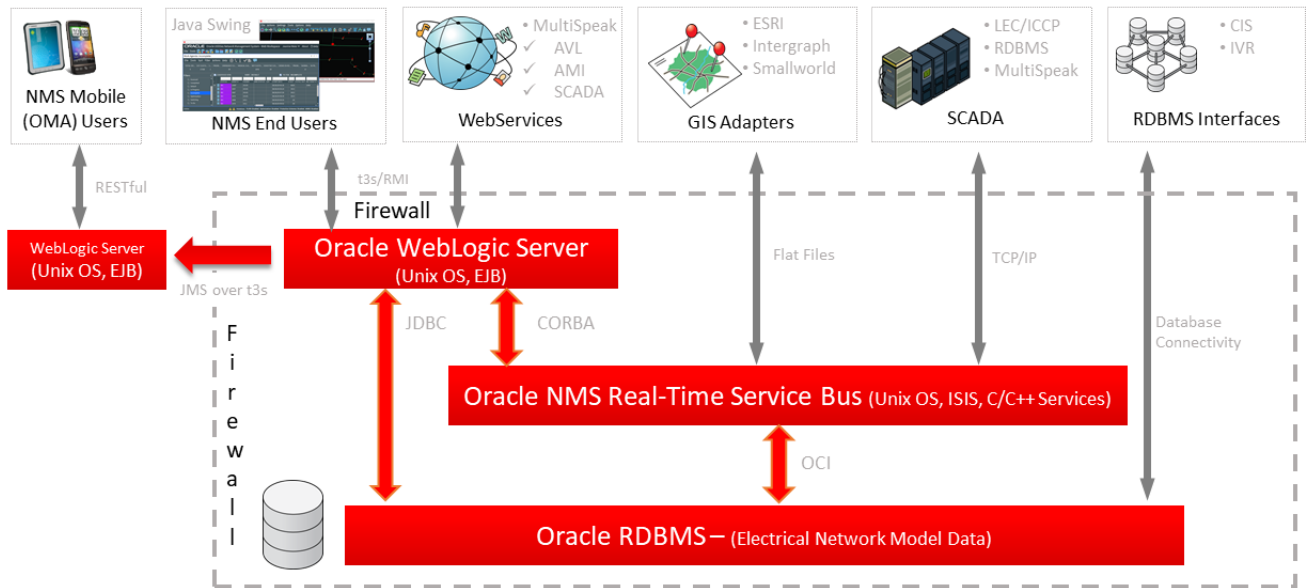 NMS Mobile
(OMA) Users
Java Swing
ORACLE
NMS End Users
• MultiSpeak
✓ AVL
✓ AMI
✓ SCADA
WebServices
• ESRI
• Intergraph
• Smallworld
GIS Adapters
• LEC/ICCP
• RDBMS
• MultiSpeak
SCADA
• CIS
• IVR
RDBMS Interfaces
RESTful
t3s/RMI
Firewall
WebLogic Server
(Unix OS, EJB)
JMS over t3s
Oracle WebLogic Server
(Unix OS, EJB)
Flat Files
TCP/IP
JDBC
CORBA
Database
Connectivity
Firewall
Oracle NMS Real-Time Service Bus (Unix OS, ISIS, C/C++ Services)
OCI
Oracle RDBMS – (Electrical Network Model Data)